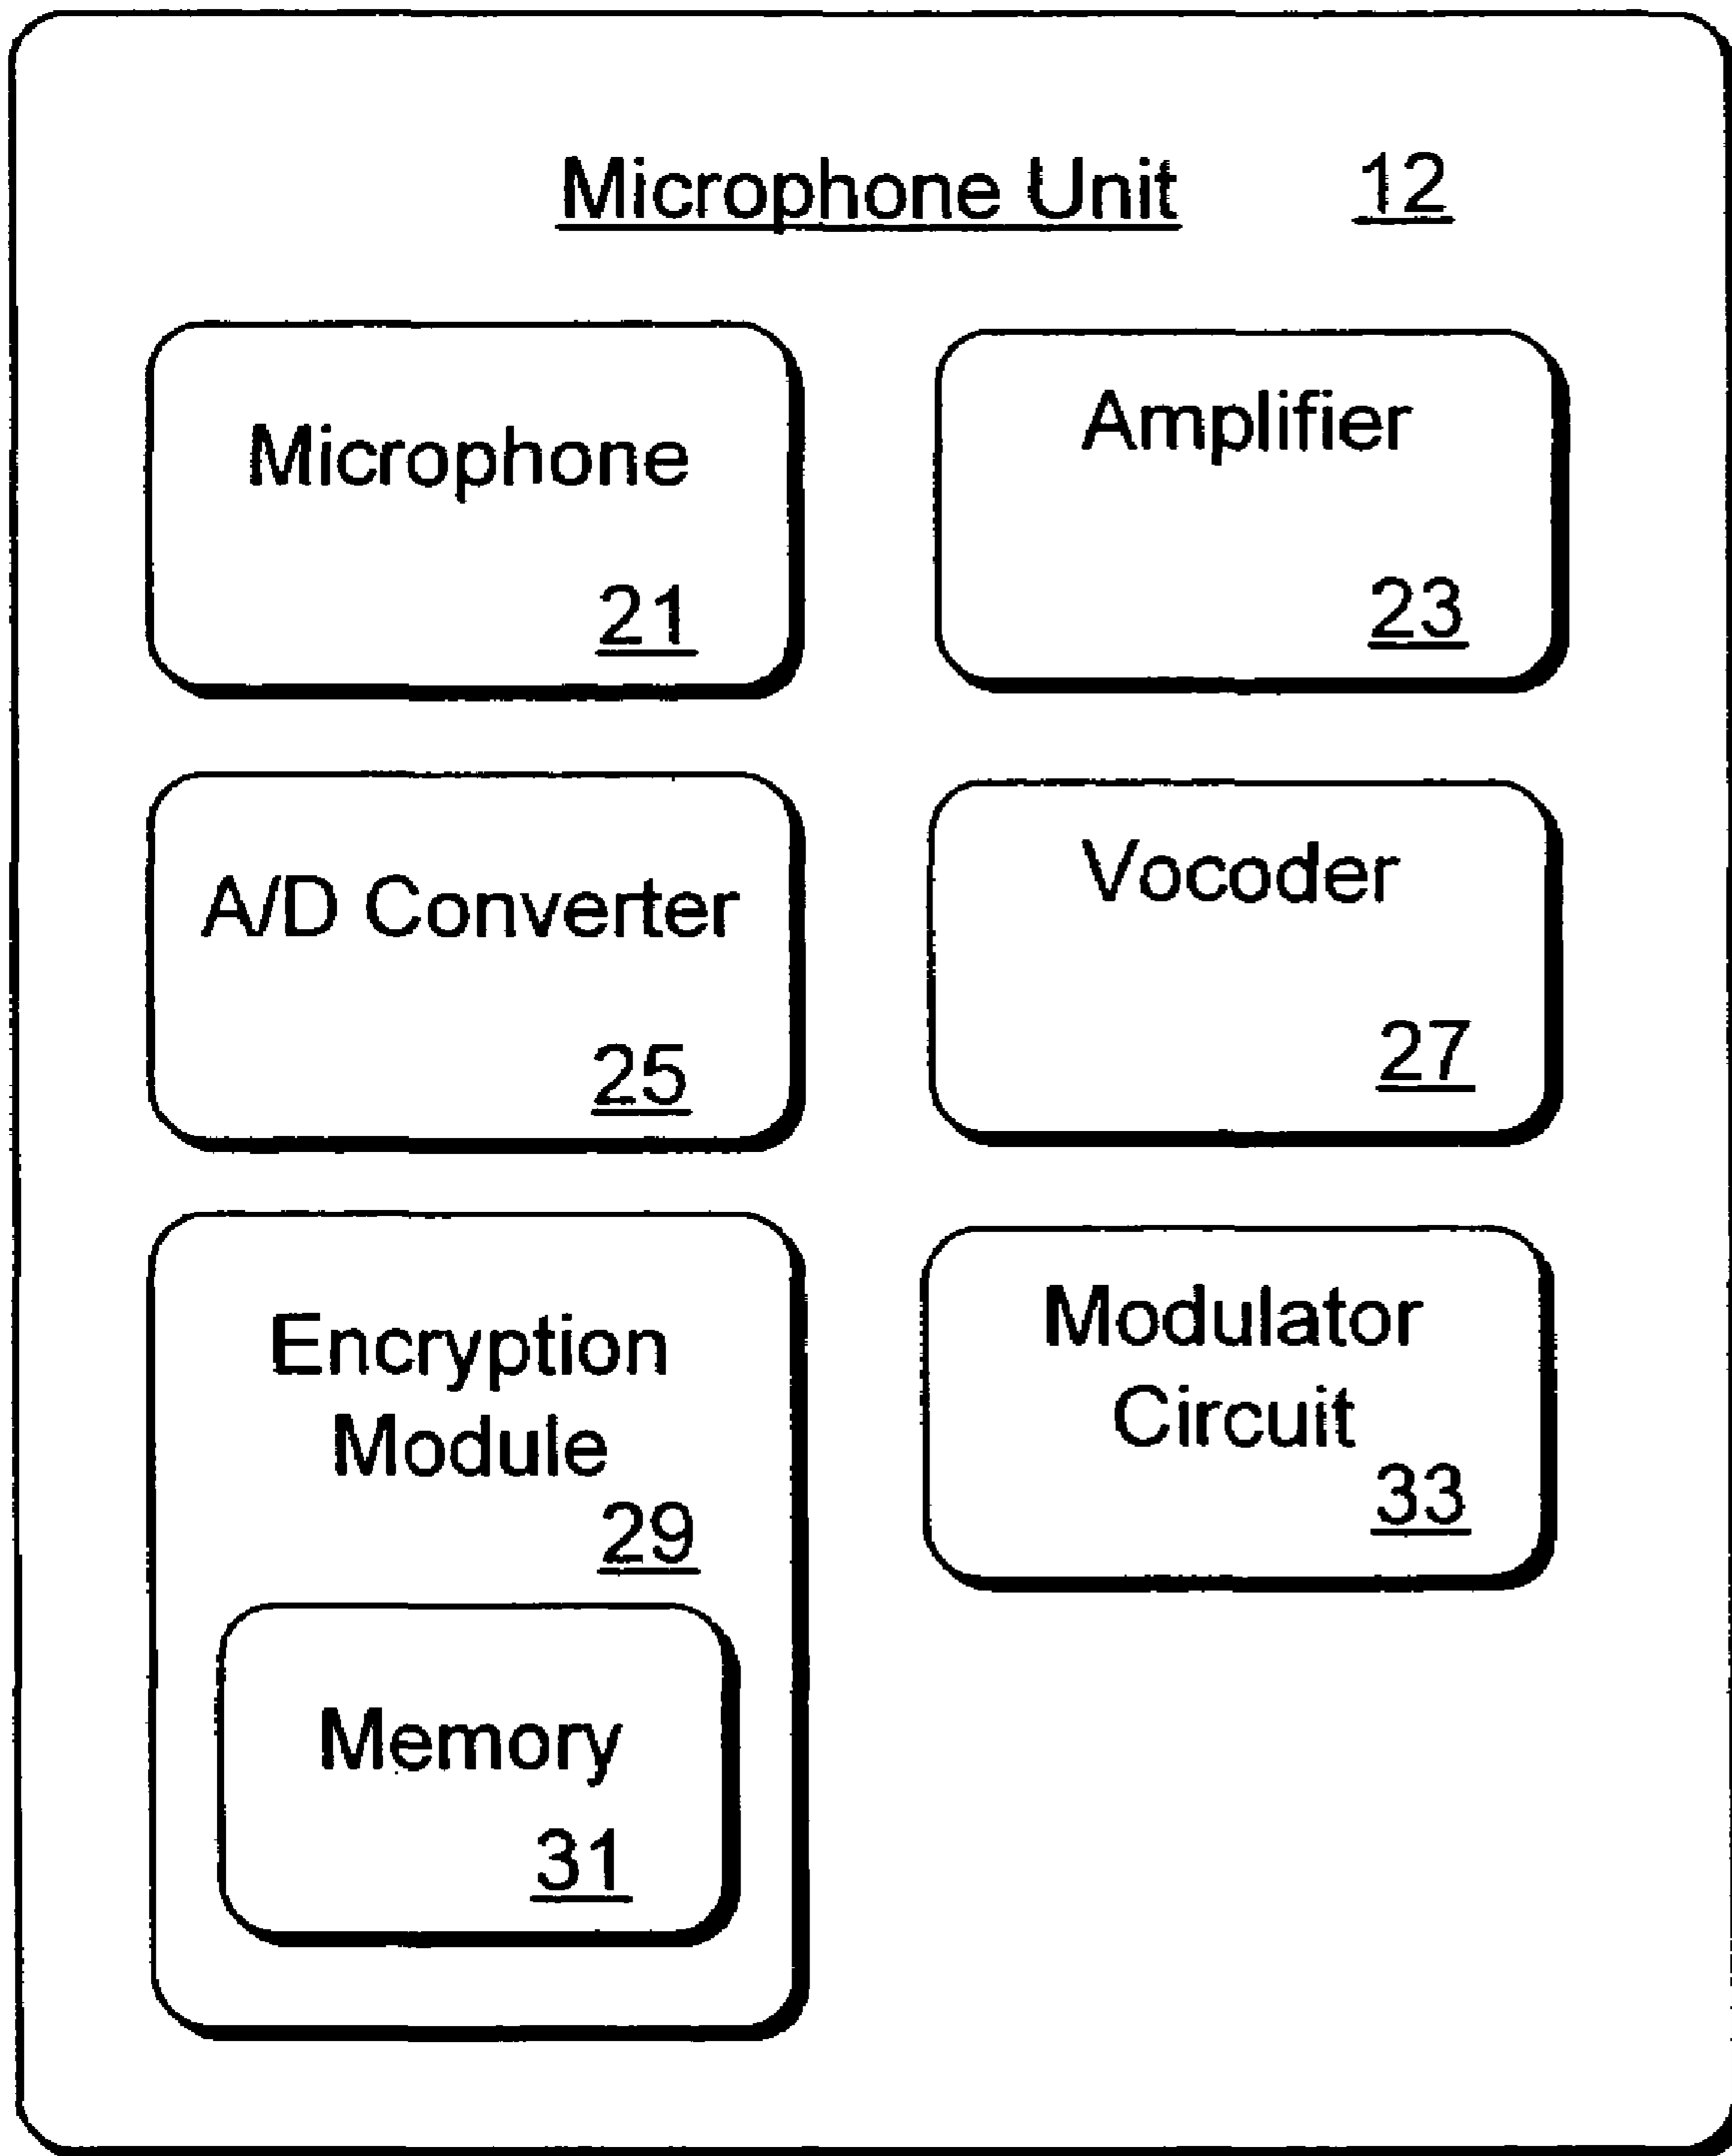 Microphone Unit 12
Microphone
21
Amplifier
23
A/D Converter
25
Vocoder
27
Encryption
Module
29
Memory
31
Modulator
Circuit
33